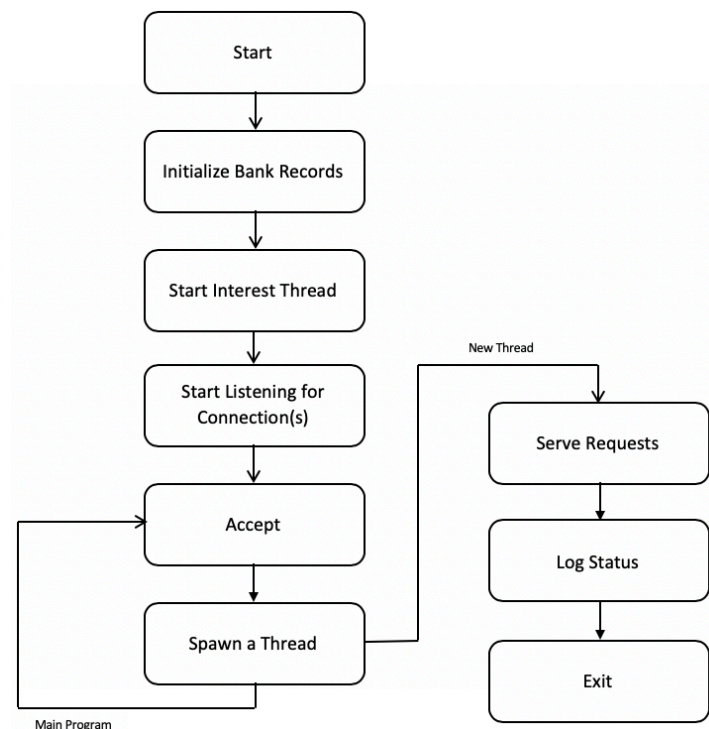 Start
Initialize Bank Records
Start Interest Thread
Start Listening for
Connection(s)
Accept
Spawn a Thread
Main Program
New Thread
Serve Requests
Log Status
Exit